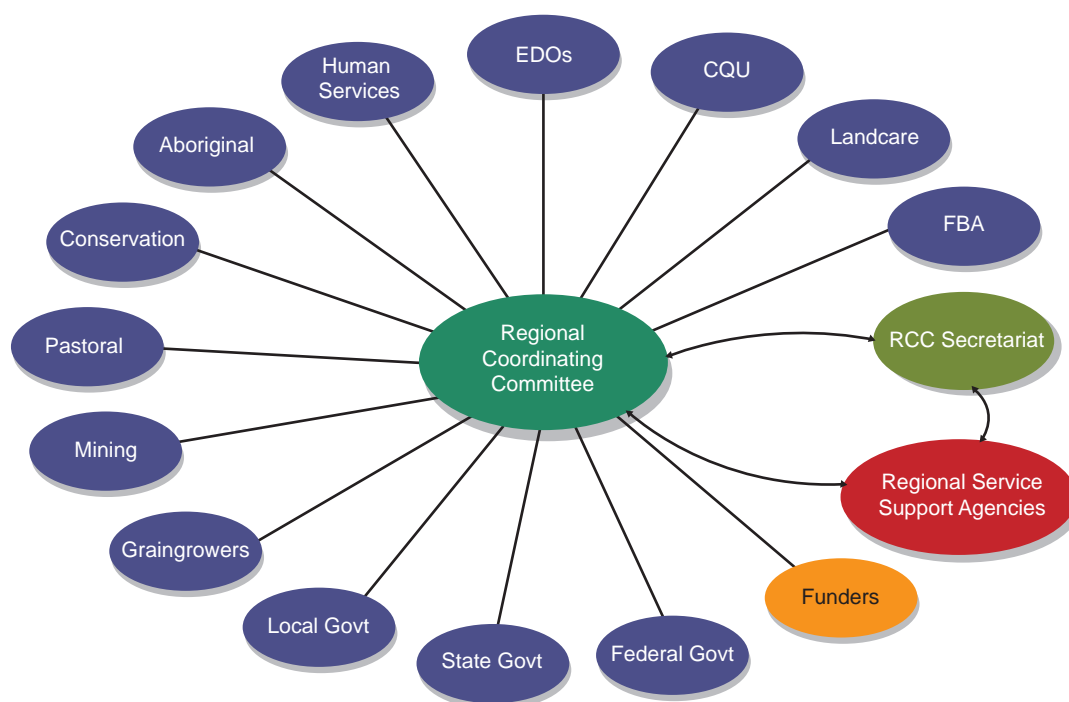 EDOs
CQU
Human
Services
Landcare
Aboriginal
FBA
Conservation
Regional
Coordinating
Committee
RCC Secretariat
Pastoral
Mining
Regional Service
Support Agencies
Graingrowers
Funders
Local Govt
State Govt
Federal Govt